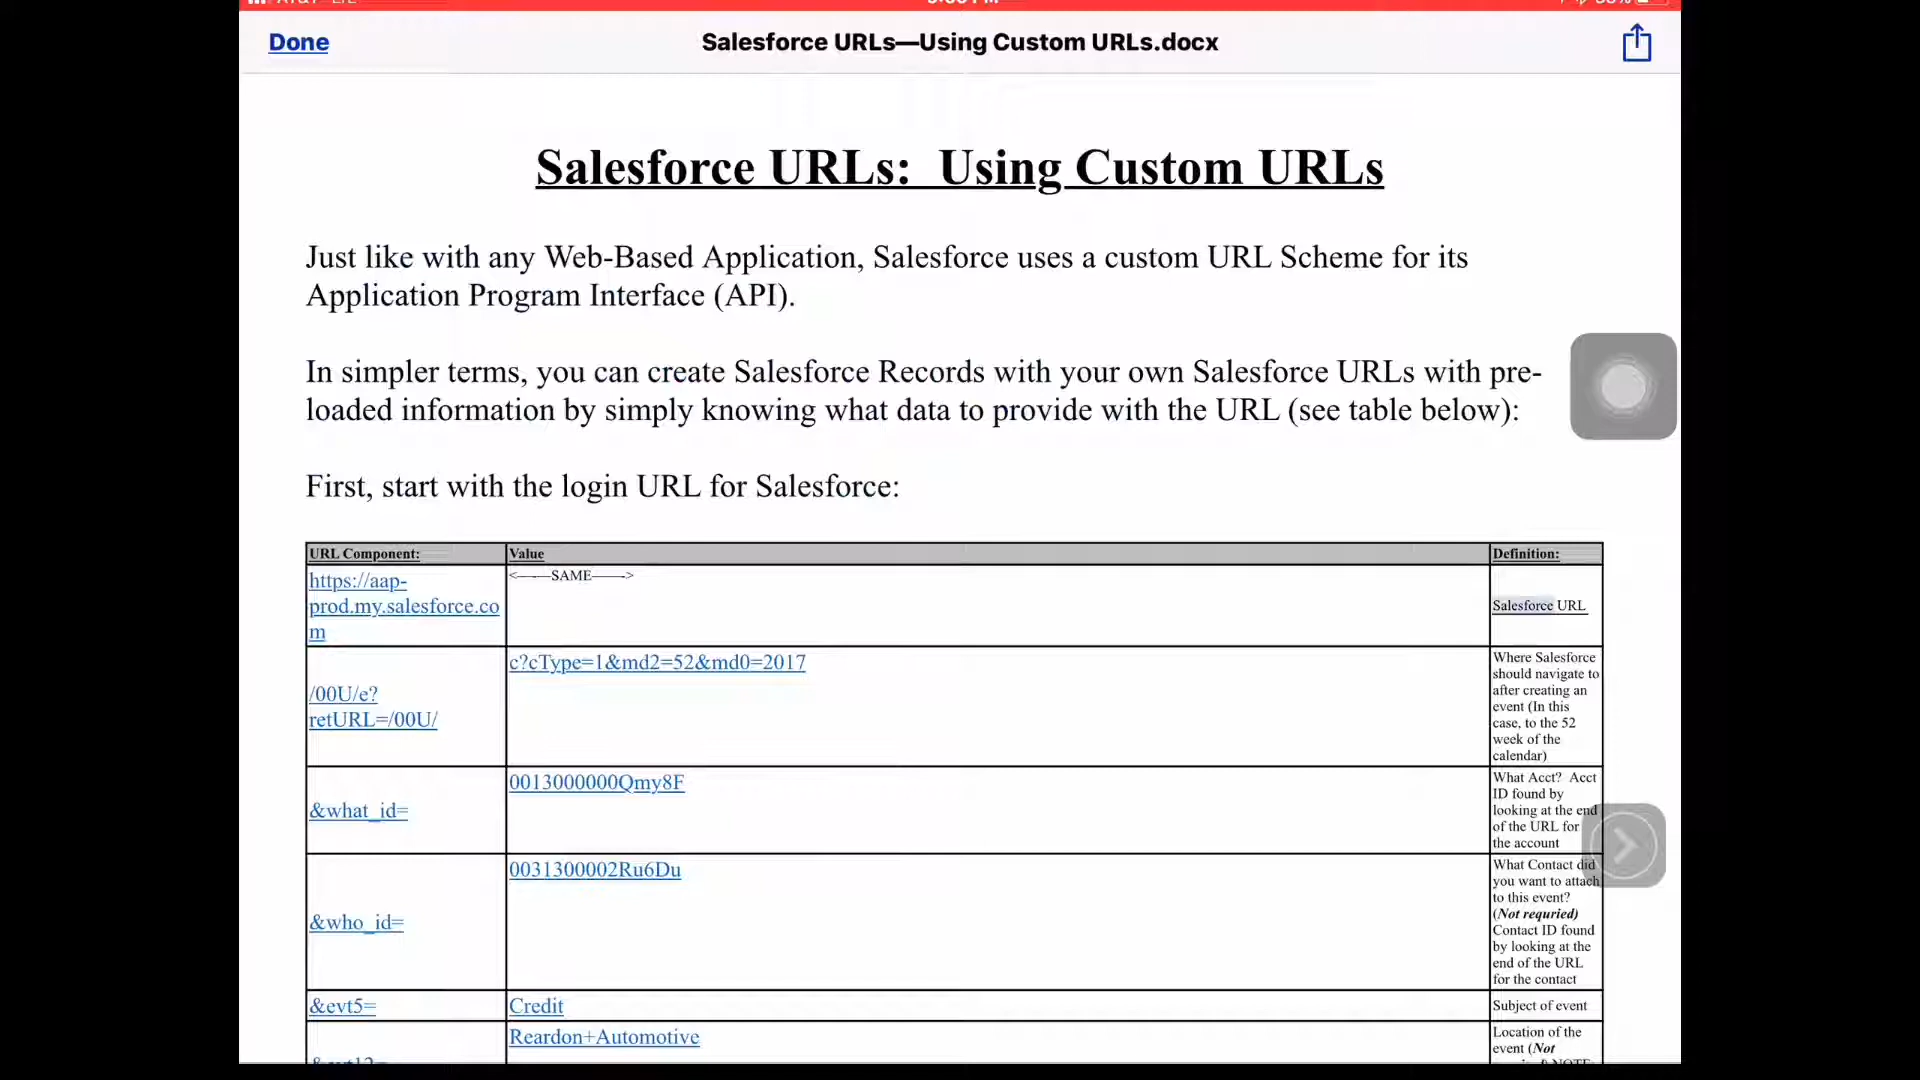 Done
Salesforce URLs—Using Custom URLs.docx
Salesforce URLs:  Using Custom URLs
Just like with any Web-Based Application, Salesforce uses a custom URL Scheme for its
Application Program Interface (API).
In simpler terms, you can create Salesforce Records with your own Salesforce URLs with pre-
loaded information by simply knowing what data to provide with the URL (see table below):
First, start with the login URL for Salesforce:
URL Component:
Value
Definition:
https://aap-
prod.my.salesforce.co
m
<——SAME——>
Salesforce URL
/00U/e?
retURL=/00U/
c?cType=1&md2=52&md0=2017
Where Salesforce
should navigate to
after creating an
event (In this
case, to the 52
week of the
calendar)
&what_id=
0013000000Qmy8F
What Acct?  Acct
ID found by
looking at the end
of the URL for
the account
&who_id=
0031300002Ru6Du
What Contact did
you want to attach
to this event?
(Not requried)
Contact ID found
by looking at the
end of the URL
for the contact
&evt5=
Credit
Subject of event
Reardon+Automotive
Location of the
event (Not